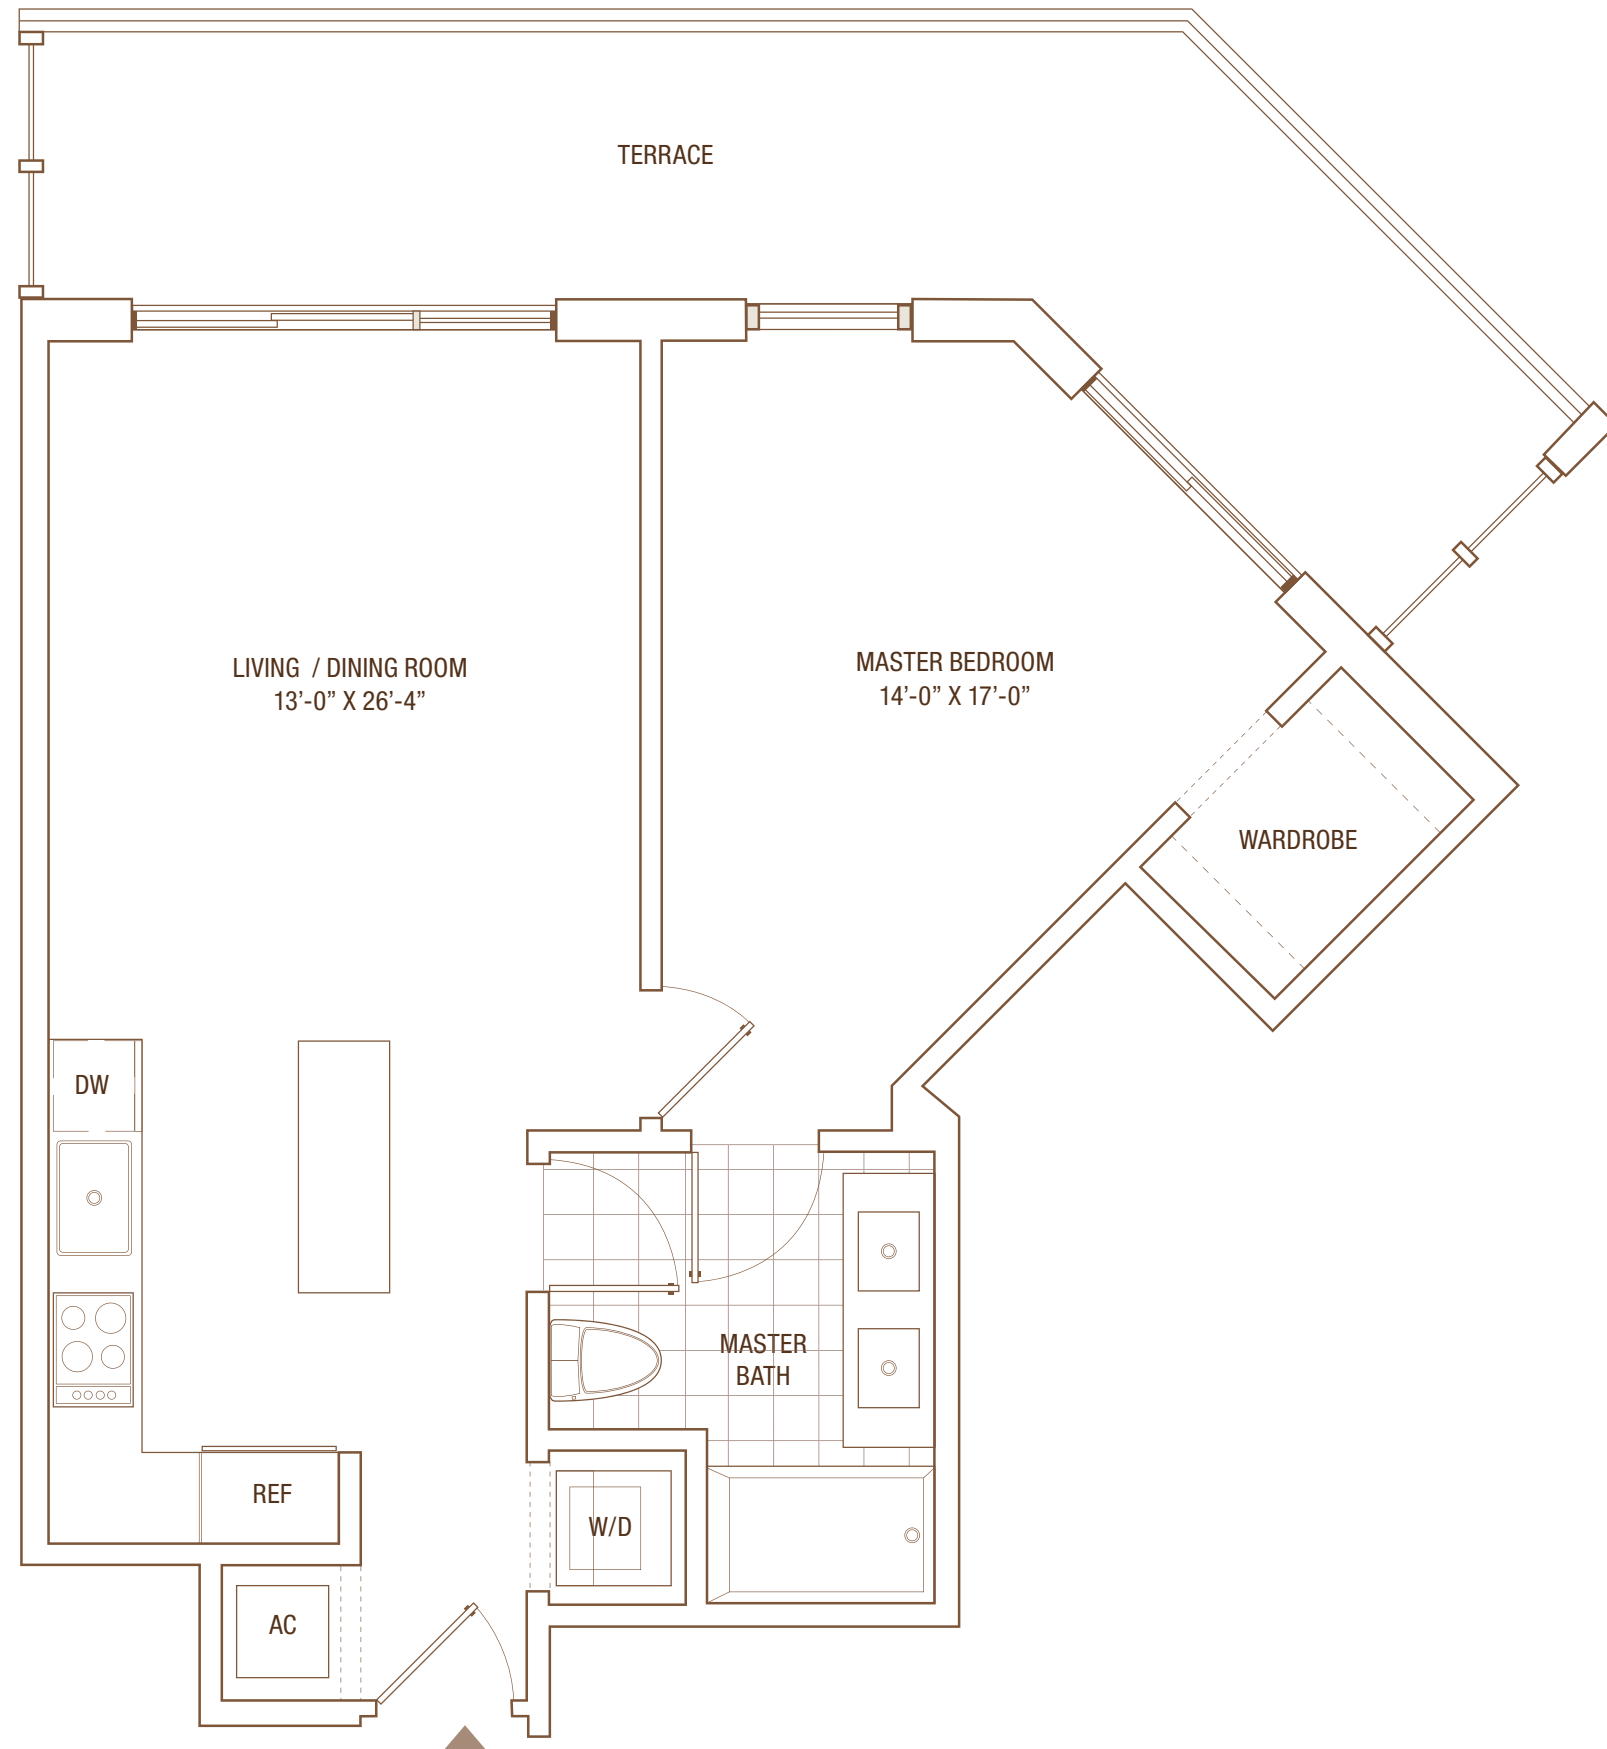 TERRACE
LIVING / DINING ROOM
13’-0” X 26’-4”
MASTER BEDROOM
14’-0” X 17’-0”
WARDROBE
DW
MASTER
BATH
REF
W/D
AC